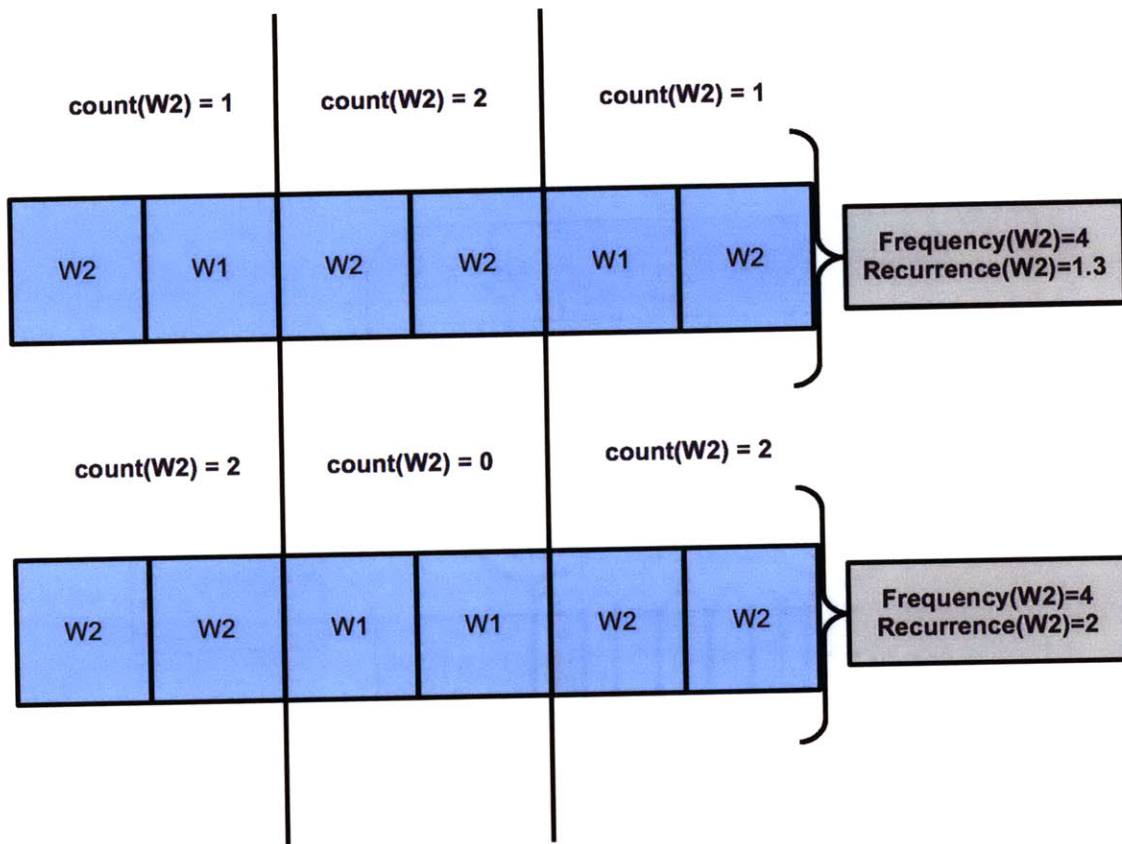 count(W2) = 1 count(W2) = 2 count(W2) = 1
W2 W1 W2 W2 W1 W2
Frequency(W2)=4
Recurrence(W2)=1.3
count(W2) = 2 count(W2) = 0 count(W2) = 2
W2 W2 W1 W1 W2 W2
Frequency(W2)=4
Recurrence(W2)=2